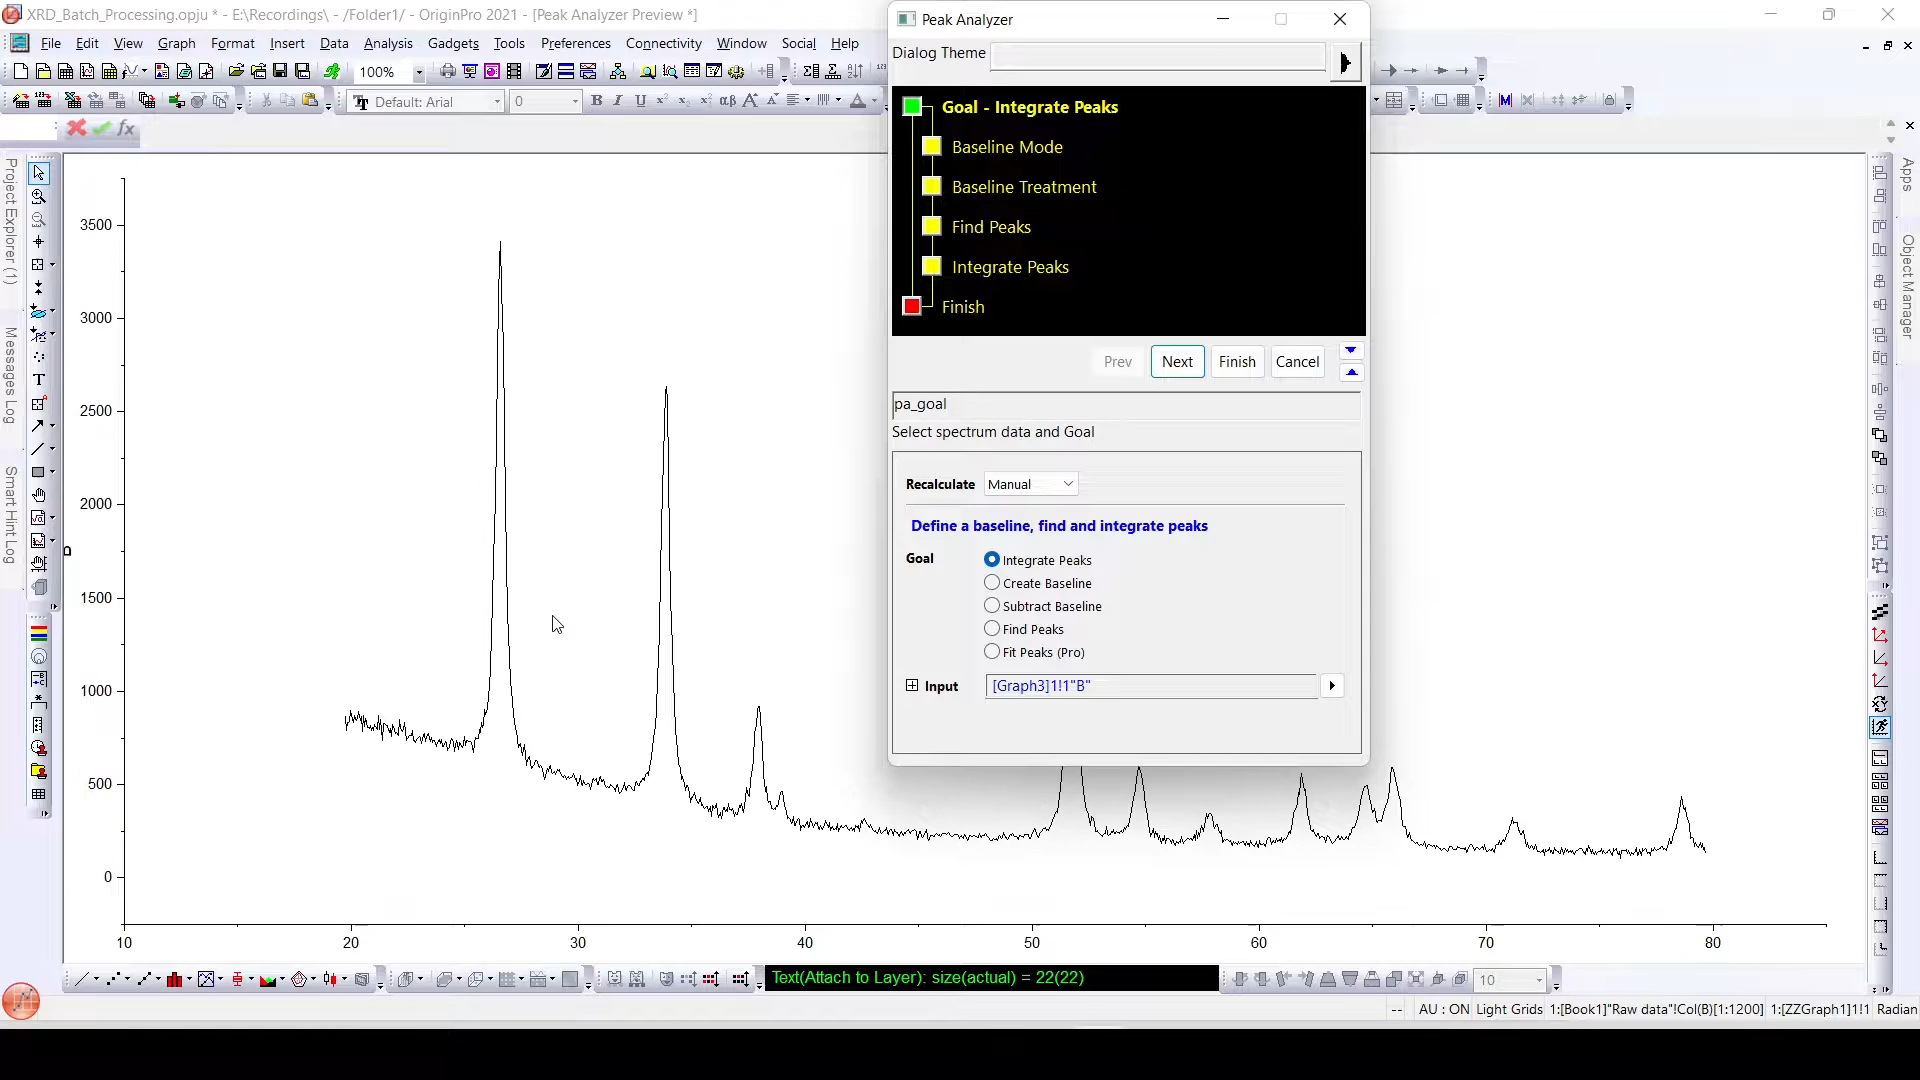 XRD_Batch_Processing.opju * - E:\Recordings\ - /Folder1/ - OriginPro 2021 - [Peak Analyzer Preview *]
File Edit View Graph Format Insert Data Analysis Gadgets Tools Preferences Connectivity Window Social Help
100%
Default: Arial 0 B I U
fx
Project Explorer (1)
Messages Log
Smart Hint Log
Apps
Object Manager
Peak Analyzer
Dialog Theme
Goal - Integrate Peaks
Baseline Mode
Baseline Treatment
Find Peaks
Integrate Peaks
Finish
Prev Next Finish Cancel
pa_goal
Select spectrum data and Goal
Recalculate Manual
Define a baseline, find and integrate peaks
Goal
Integrate Peaks
Create Baseline
Subtract Baseline
Find Peaks
Fit Peaks (Pro)
Input [Graph3]1!1"B"
3500
3000
2500
2000
1500
1000
500
0
10 20 30 40 50 60 70 80
Text(Attach to Layer): size(actual) = 22(22)
10
-- AU : ON Light Grids 1:[Book1]"Raw data"!Col(B)[1:1200] 1:[ZZGraph1]1!1 Radian